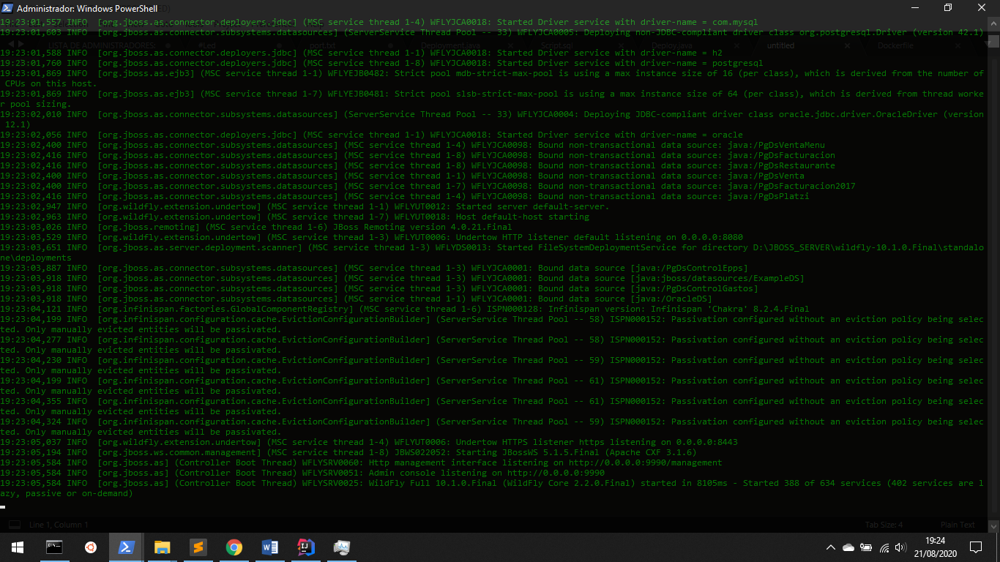 Administrador: Windows PowerShell
19:23:01,557 INFO  [org.jboss.as.connector.deployers.jdbc] (MSC service thread 1-4) WFLYJCA0018: Started Driver service with driver-name = com.mysql
19:23:01,603 INFO  [org.jboss.as.connector.subsystems.datasources] (ServerService Thread Pool -- 33) WFLYJCA0005: Deploying non-JDBC-compliant driver class org.postgresql.Driver (version 42.1)
LISTA DE ADMINISTRADORES: #Led port.txt Deployment.java Script.sql Deploy.java untitled Dockerfile
19:23:01,588 INFO  [org.jboss.as.connector.deployers.jdbc] (MSC service thread 1-1) WFLYJCA0018: Started Driver service with driver-name = h2
19:23:01,760 INFO  [org.jboss.as.connector.deployers.jdbc] (MSC service thread 1-8) WFLYJCA0018: Started Driver service with driver-name = postgresql
19:23:01,869 INFO  [org.jboss.as.ejb3] (MSC service thread 1-1) WFLYEJB0482: Strict pool mdb-strict-max-pool is using a max instance size of 16 (per class), which is derived from the number of
CPUs on this host.
19:23:01,869 INFO  [org.jboss.as.ejb3] (MSC service thread 1-7) WFLYEJB0481: Strict pool slsb-strict-max-pool is using a max instance size of 64 (per class), which is derived from thread worke
r pool sizing.
19:23:02,010 INFO  [org.jboss.as.connector.subsystems.datasources] (ServerService Thread Pool -- 33) WFLYJCA0004: Deploying JDBC-compliant driver class oracle.jdbc.driver.OracleDriver (version
12.1)
19:23:02,056 INFO  [org.jboss.as.connector.deployers.jdbc] (MSC service thread 1-1) WFLYJCA0018: Started Driver service with driver-name = oracle
19:23:02,400 INFO  [org.jboss.as.connector.subsystems.datasources] (MSC service thread 1-4) WFLYJCA0098: Bound non-transactional data source: java:/PgDsVentaMenu
19:23:02,416 INFO  [org.jboss.as.connector.subsystems.datasources] (MSC service thread 1-8) WFLYJCA0098: Bound non-transactional data source: java:/PgDsFacturacion
19:23:02,416 INFO  [org.jboss.as.connector.subsystems.datasources] (MSC service thread 1-8) WFLYJCA0098: Bound non-transactional data source: java:/PgDsRestaurante
19:23:02,400 INFO  [org.jboss.as.connector.subsystems.datasources] (MSC service thread 1-1) WFLYJCA0098: Bound non-transactional data source: java:/PgDsVenta
19:23:02,400 INFO  [org.jboss.as.connector.subsystems.datasources] (MSC service thread 1-7) WFLYJCA0098: Bound non-transactional data source: java:/PgDsFacturacion2017
19:23:02,416 INFO  [org.jboss.as.connector.subsystems.datasources] (MSC service thread 1-4) WFLYJCA0098: Bound non-transactional data source: java:/PgDsPlatzi
19:23:02,947 INFO  [org.wildfly.extension.undertow] (MSC service thread 1-1) WFLYUT0012: Started server default-server.
19:23:02,963 INFO  [org.wildfly.extension.undertow] (MSC service thread 1-7) WFLYUT0018: Host default-host starting
19:23:03,026 INFO  [org.jboss.remoting] (MSC service thread 1-6) JBoss Remoting version 4.0.21.Final
19:23:03,529 INFO  [org.wildfly.extension.undertow] (MSC service thread 1-3) WFLYUT0006: Undertow HTTP listener default listening on 0.0.0.0:8080
19:23:03,651 INFO  [org.jboss.as.server.deployment.scanner] (MSC service thread 1-3) WFLYDS0013: Started FileSystemDeploymentService for directory D:\JBOSS_SERVER\wildfly-10.1.0.Final\standalo
ne\deployments
19:23:03,887 INFO  [org.jboss.as.connector.subsystems.datasources] (MSC service thread 1-3) WFLYJCA0001: Bound data source [java:/PgDsControlEpps]
19:23:03,918 INFO  [org.jboss.as.connector.subsystems.datasources] (MSC service thread 1-3) WFLYJCA0001: Bound data source [java:jboss/datasources/ExampleDS]
19:23:03,918 INFO  [org.jboss.as.connector.subsystems.datasources] (MSC service thread 1-3) WFLYJCA0001: Bound data source [java:/PgDsControlGastos]
19:23:03,918 INFO  [org.jboss.as.connector.subsystems.datasources] (MSC service thread 1-1) WFLYJCA0001: Bound data source [java:/OracleDS]
19:23:04,121 INFO  [org.infinispan.factories.GlobalComponentRegistry] (MSC service thread 1-6) ISPN000128: Infinispan version: Infinispan 'Chakra' 8.2.4.Final
19:23:04,199 INFO  [org.infinispan.configuration.cache.EvictionConfigurationBuilder] (ServerService Thread Pool -- 58) ISPN000152: Passivation configured without an eviction policy being selec
ted. Only manually evicted entities will be passivated.
19:23:04,277 INFO  [org.infinispan.configuration.cache.EvictionConfigurationBuilder] (ServerService Thread Pool -- 58) ISPN000152: Passivation configured without an eviction policy being selec
ted. Only manually evicted entities will be passivated.
19:23:04,230 INFO  [org.infinispan.configuration.cache.EvictionConfigurationBuilder] (ServerService Thread Pool -- 59) ISPN000152: Passivation configured without an eviction policy being selec
ted. Only manually evicted entities will be passivated.
19:23:04,199 INFO  [org.infinispan.configuration.cache.EvictionConfigurationBuilder] (ServerService Thread Pool -- 61) ISPN000152: Passivation configured without an eviction policy being selec
ted. Only manually evicted entities will be passivated.
19:23:04,355 INFO  [org.infinispan.configuration.cache.EvictionConfigurationBuilder] (ServerService Thread Pool -- 61) ISPN000152: Passivation configured without an eviction policy being selec
ted. Only manually evicted entities will be passivated.
19:23:04,324 INFO  [org.infinispan.configuration.cache.EvictionConfigurationBuilder] (ServerService Thread Pool -- 59) ISPN000152: Passivation configured without an eviction policy being selec
ted. Only manually evicted entities will be passivated.
19:23:05,037 INFO  [org.wildfly.extension.undertow] (MSC service thread 1-4) WFLYUT0006: Undertow HTTPS listener https listening on 0.0.0.0:8443
19:23:05,194 INFO  [org.jboss.ws.common.management] (MSC service thread 1-8) JBWS022052: Starting JBossWS 5.1.5.Final (Apache CXF 3.1.6)
19:23:05,584 INFO  [org.jboss.as] (Controller Boot Thread) WFLYSRV0060: Http management interface listening on http://0.0.0.0:9990/management
19:23:05,584 INFO  [org.jboss.as] (Controller Boot Thread) WFLYSRV0051: Admin console listening on http://0.0.0.0:9990
19:23:05,584 INFO  [org.jboss.as] (Controller Boot Thread) WFLYSRV0025: WildFly Full 10.1.0.Final (WildFly Core 2.2.0.Final) started in 8105ms - Started 388 of 634 services (402 services are l
azy, passive or on-demand)
Line 1, Column 1 Tab Size: 4 Plain Text
19:24
21/08/2020